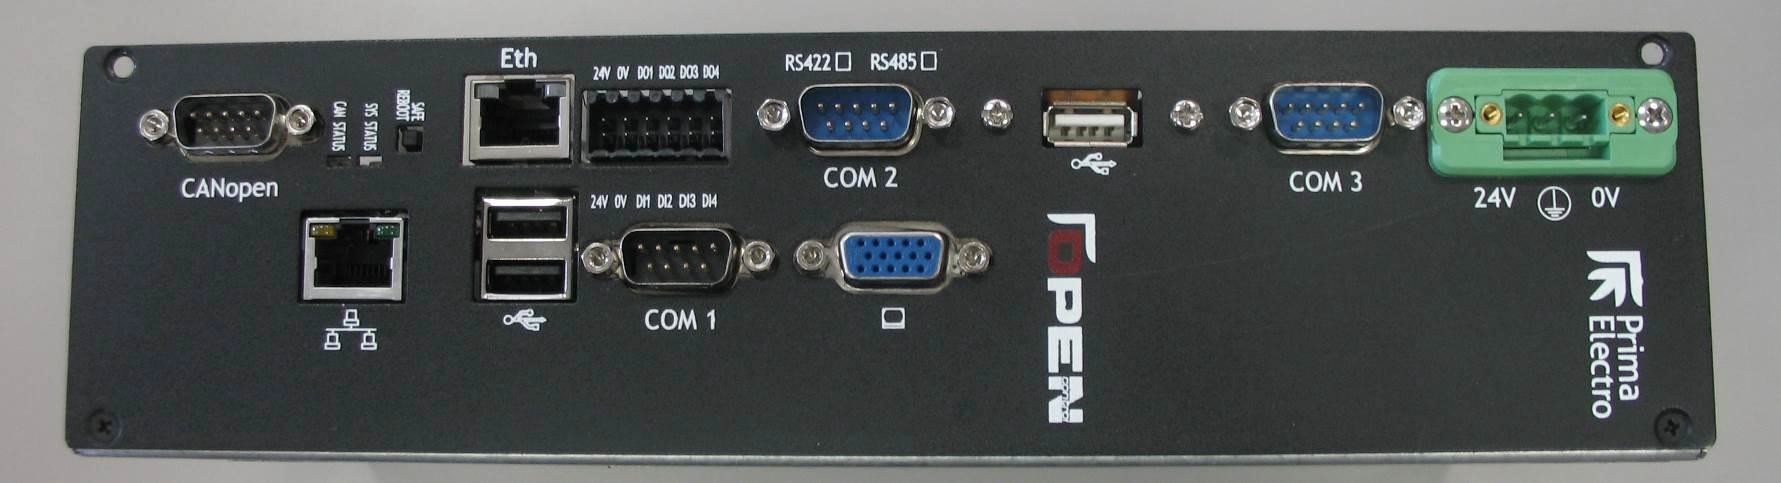 Eth
24V 0V DO1 DO2 DO3 DO4
RS422 RS485
SAFE
REBOOT
SYS STATUS
CAN STATUS
CANopen
COM 2
COM 3
24V 0V
24V 0V DI1 DI2 DI3 DI4
COM 1
OPEN
control
Prima
Electro